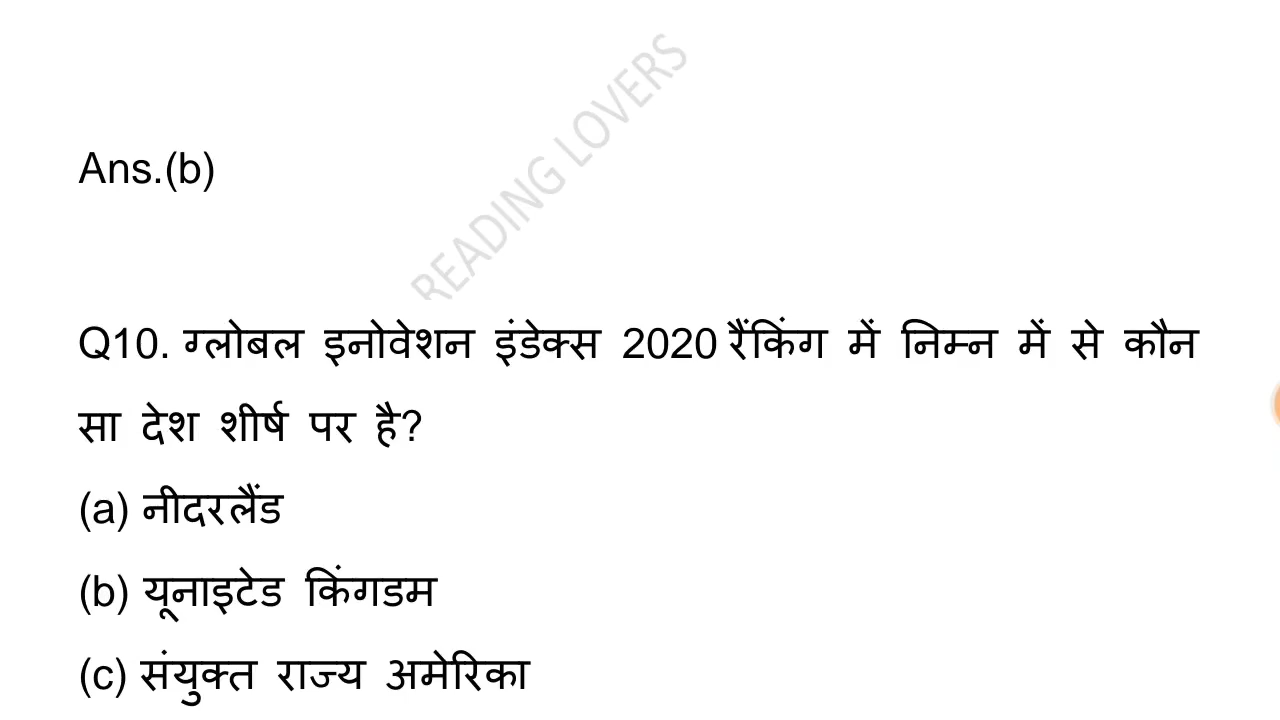 READING LOVERS
Ans.(b)
Q10. ग्लोबल इनोवेशन इंडेक्स 2020 रैंकिंग में निम्न में से कौन
सा देश शीर्ष पर है?
(a) नीदरलैंड
(b) यूनाइटेड किंगडम
(c) संयुक्त राज्य अमेरिका